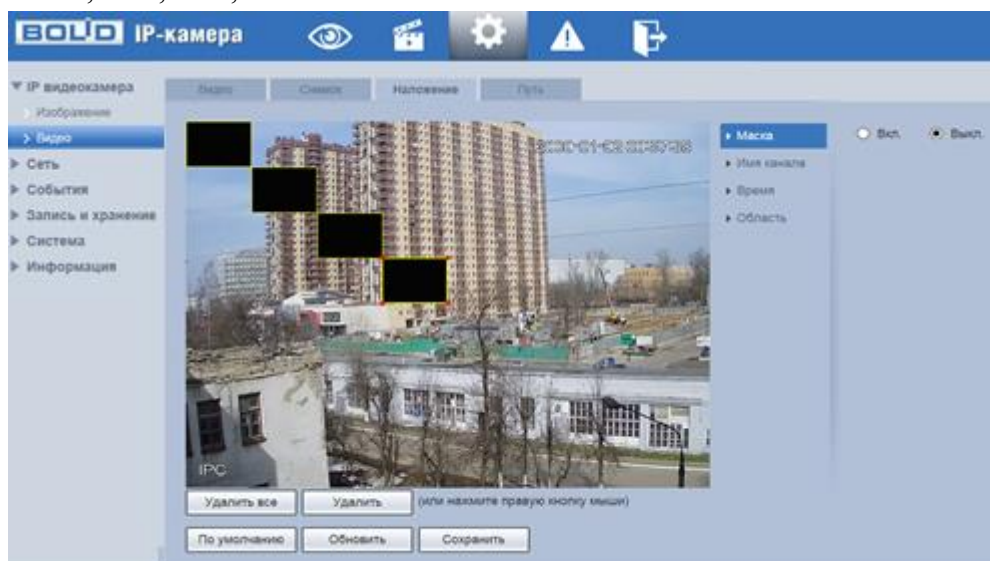 BOLID IP-камера
IP видеокамера
Изображение
Видео
Сеть
События
Запись и хранение
Система
Информация
Видео Снимок Наложение Путь
IPC
Маска
Имя канала
Время
Область
Вкл. Выкл.
Удалить все Удалить (или нажмите правую кнопку мыши)
По умолчанию Обновить Сохранить